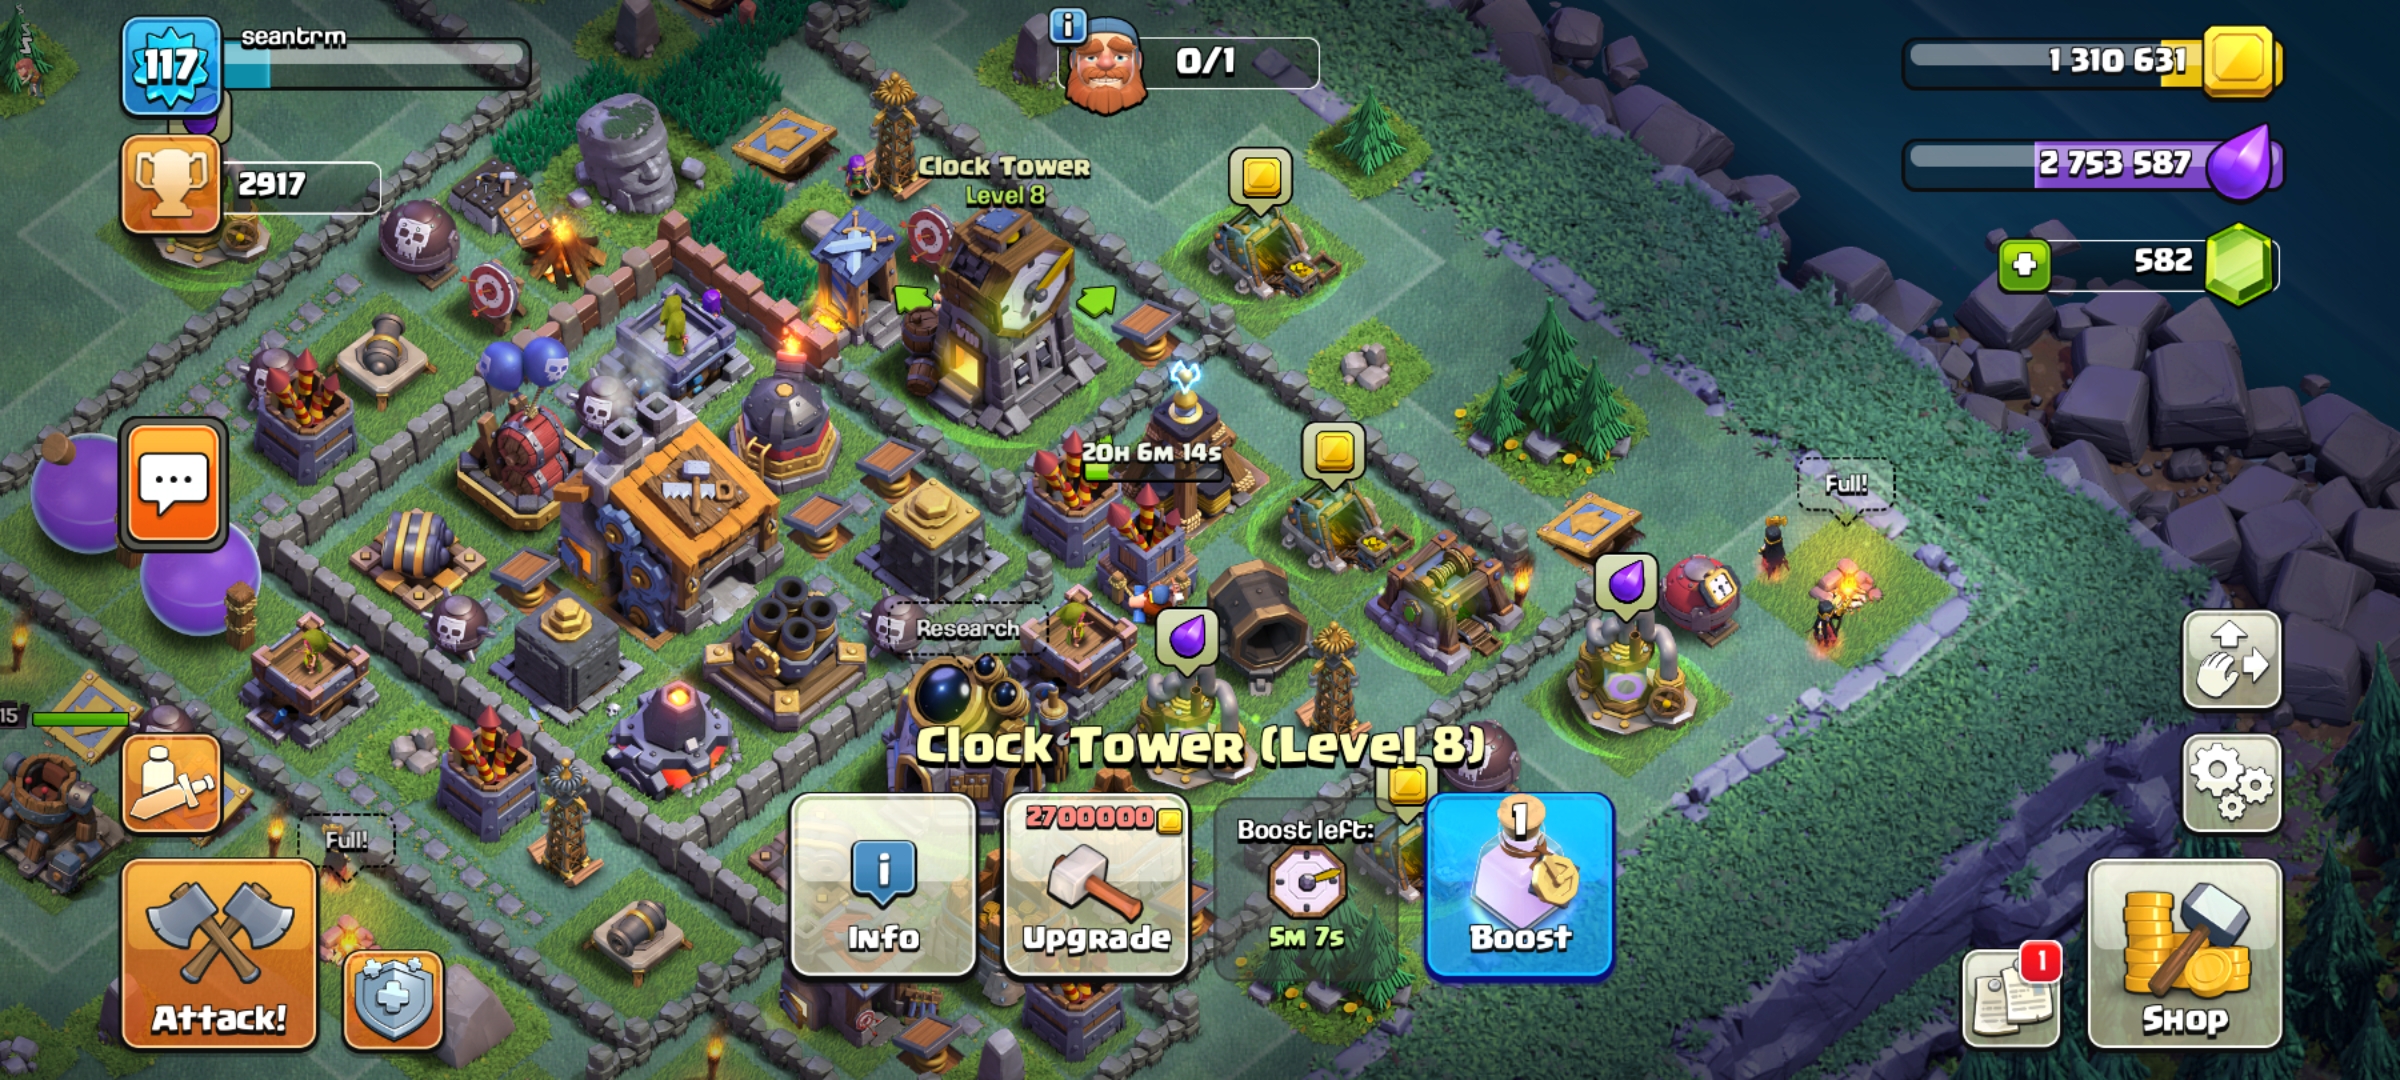 117
seantrm
0/1
1 310 631
2917
2 753 587
582
Clock Tower
Level 8
20H 6M 14s
Full!
Research
15
Clock Tower (Level 8)
Full!
Info
2700000
Upgrade
Boost left:
5M 7s
1
Boost
Attack!
1
Shop